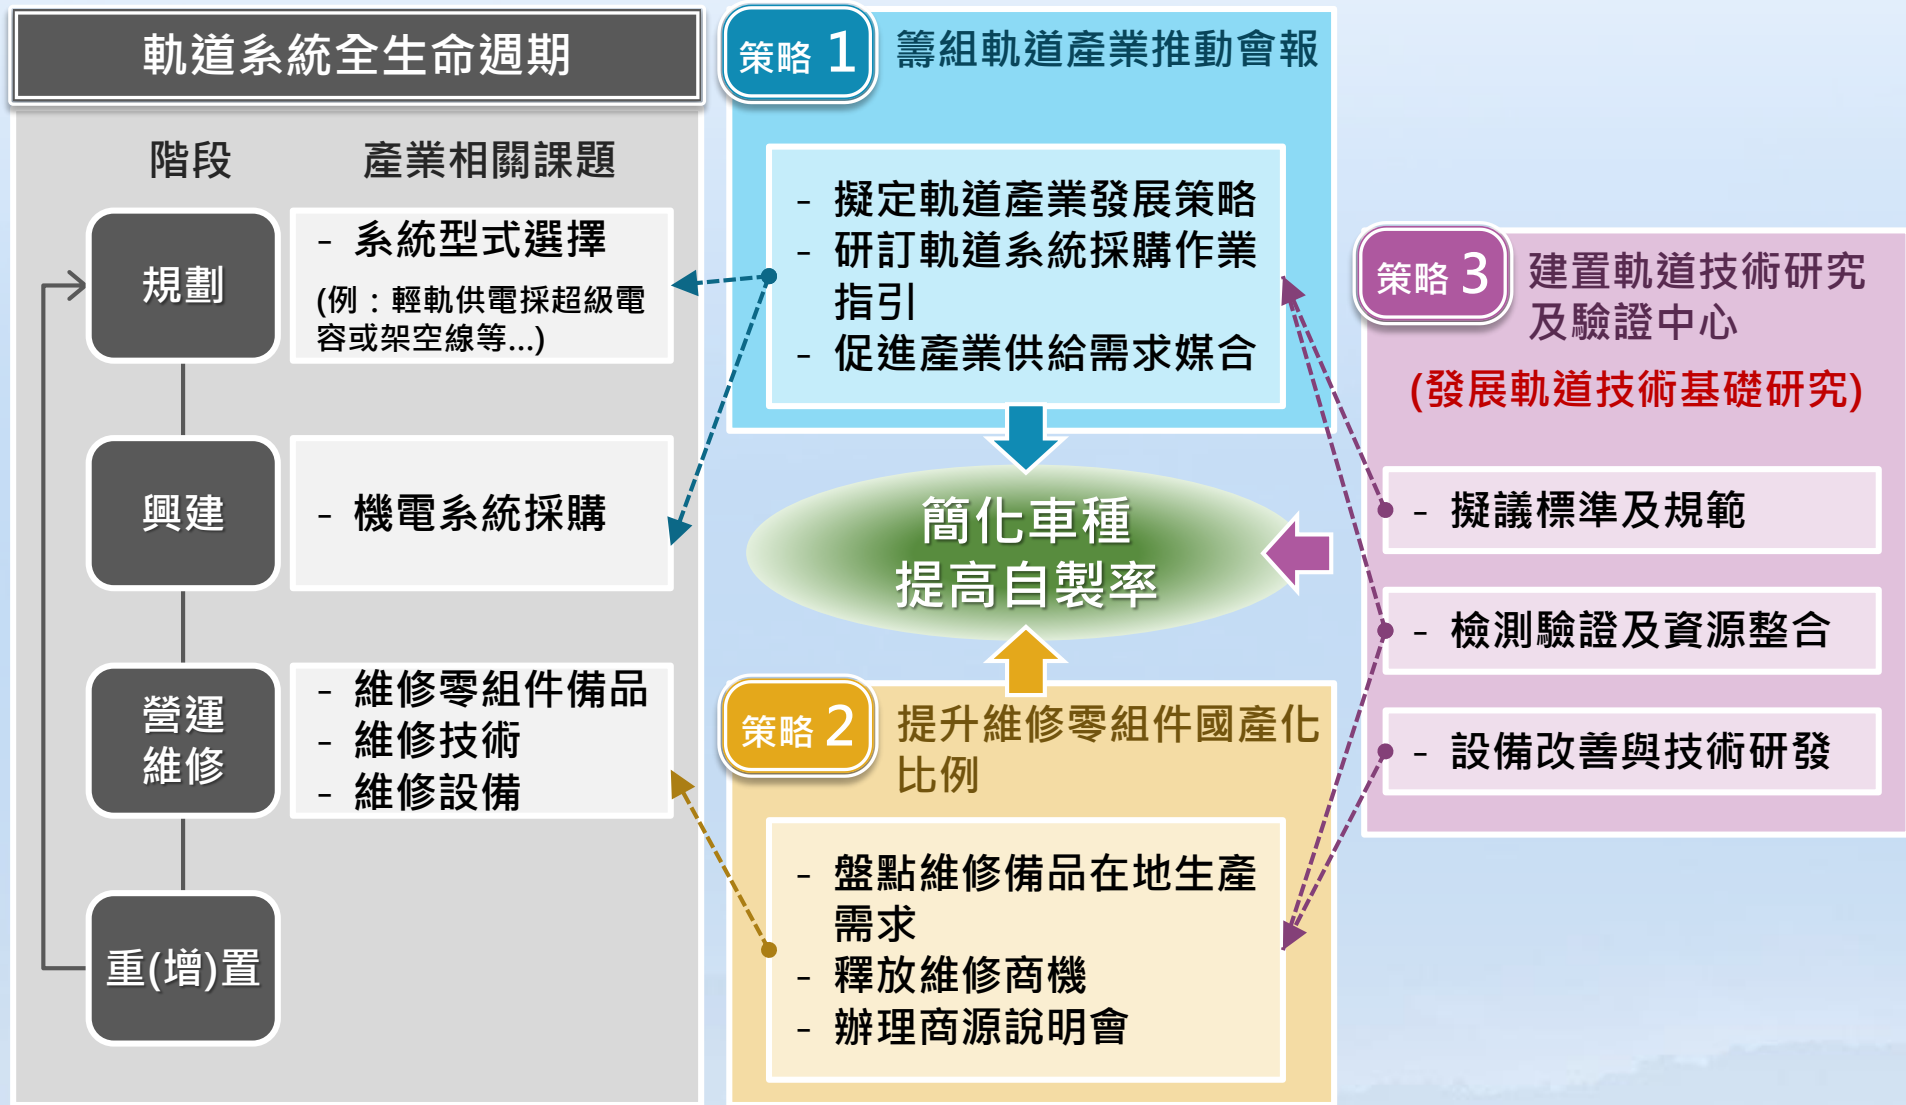 軌道系統全生命週期
階段
產業相關課題
規劃
- 系統型式選擇
(例：輕軌供電採超級電
容或架空線等...)
興建
- 機電系統採購
營運
維修
- 維修零組件備品
- 維修技術
- 維修設備
重(增)置
策略 1
籌組軌道產業推動會報
- 擬定軌道產業發展策略
- 研訂軌道系統採購作業
指引
- 促進產業供給需求媒合
簡化車種
提高自製率
策略 2
提升維修零組件國產化
比例
- 盤點維修備品在地生產
需求
- 釋放維修商機
- 辦理商源說明會
策略 3
建置軌道技術研究
及驗證中心
(發展軌道技術基礎研究)
- 擬議標準及規範
- 檢測驗證及資源整合
- 設備改善與技術研發